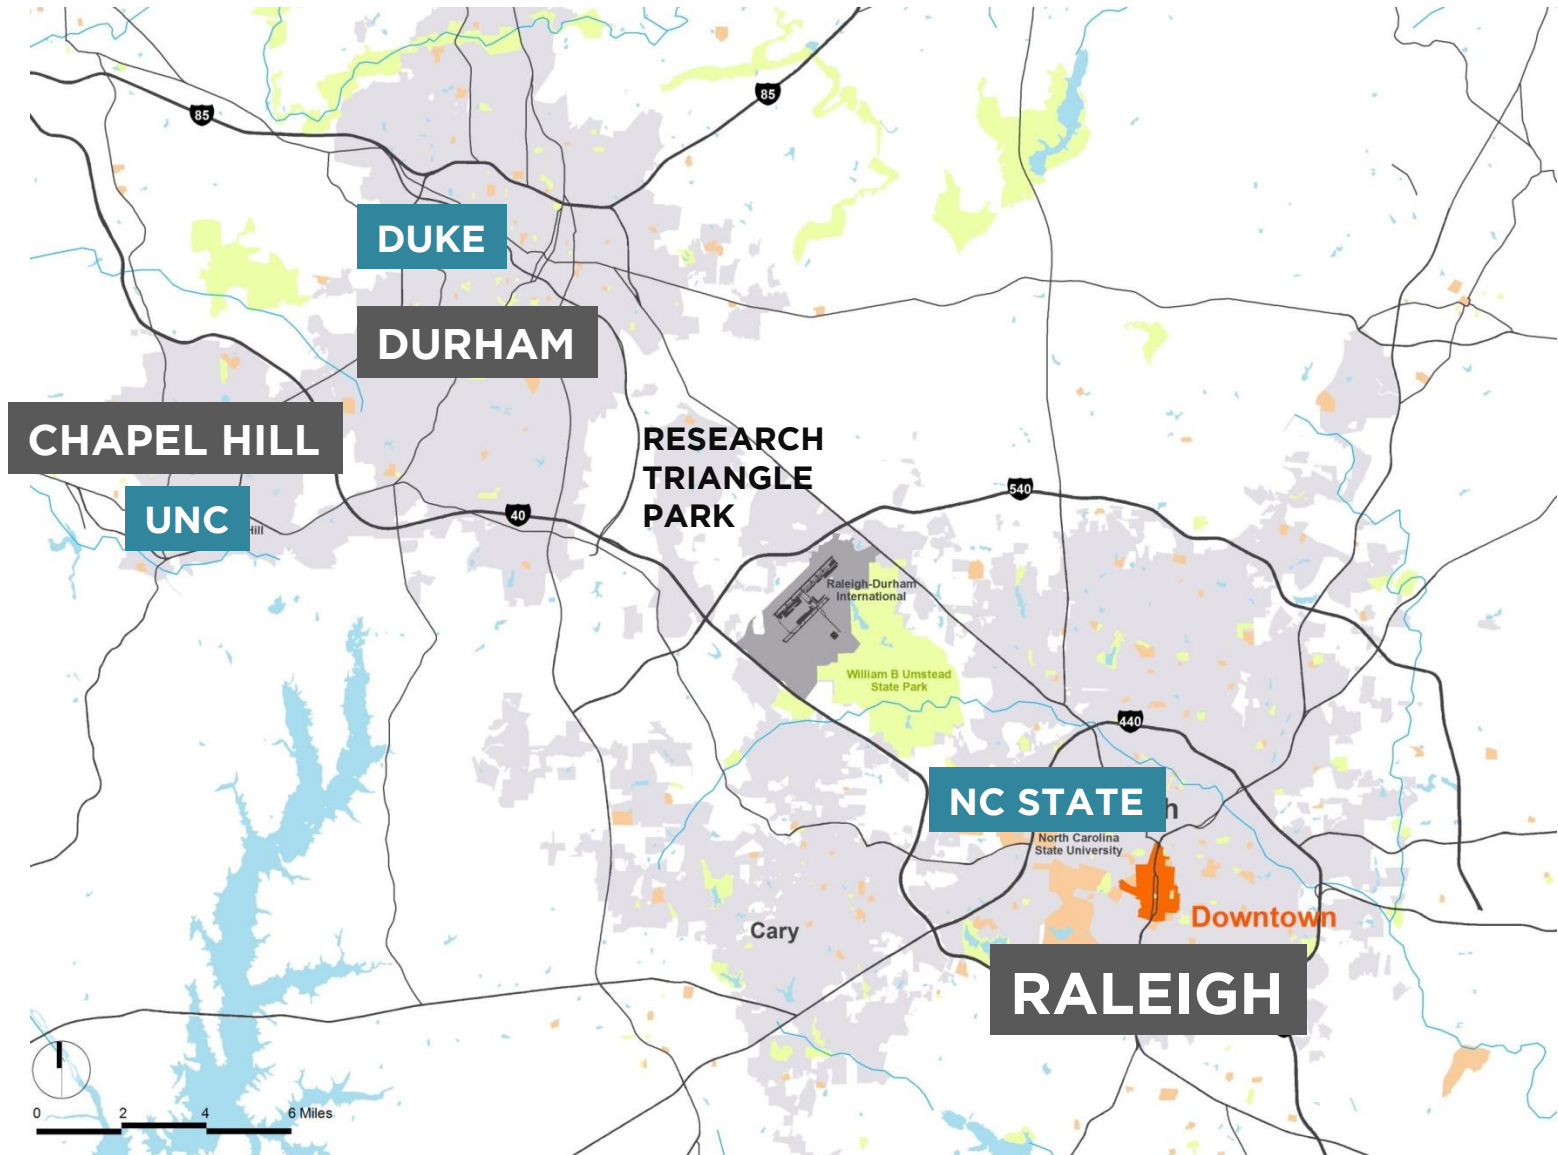 85
85
DUKE
DURHAM
CHAPEL HILL
RESEARCH
TRIANGLE
PARK
540
40
UNC
Hill
Raleigh-Durham
International
William B Umstead
State Park
440
NC STATE
h
North Carolina
State University
Downtown
Cary
RALEIGH
0 2 4 6 Miles